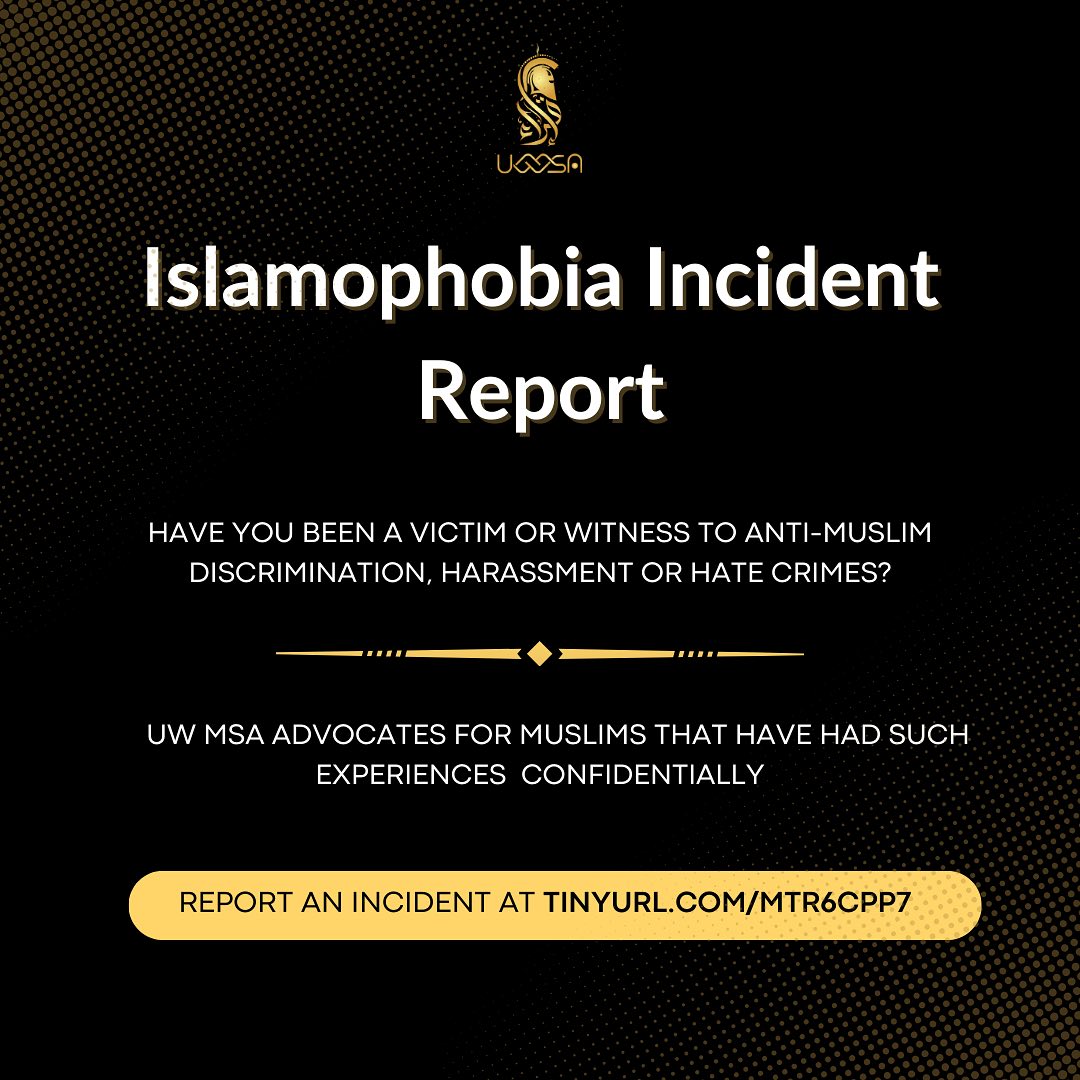 UWMSA
Islamophobia Incident
Report
HAVE YOU BEEN A VICTIM OR WITNESS TO ANTI-MUSLIM
DISCRIMINATION, HARASSMENT OR HATE CRIMES?
UW MSA ADVOCATES FOR MUSLIMS THAT HAVE HAD SUCH
EXPERIENCES CONFIDENTIALLY
REPORT AN INCIDENT AT TINYURL.COM/MTR6CPP7